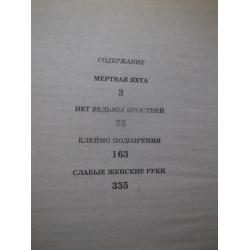 СОДЕРЖАНИЕ
МЕРТВАЯ ЯХТА
3
НЕТ ВЕДЬМЫ ЯРОСТНЕЙ
75
КЛЕЙМО ПОДОЗРЕНИЯ
163
СЛАБЫЕ ЖЕНСКИЕ РУКИ
335